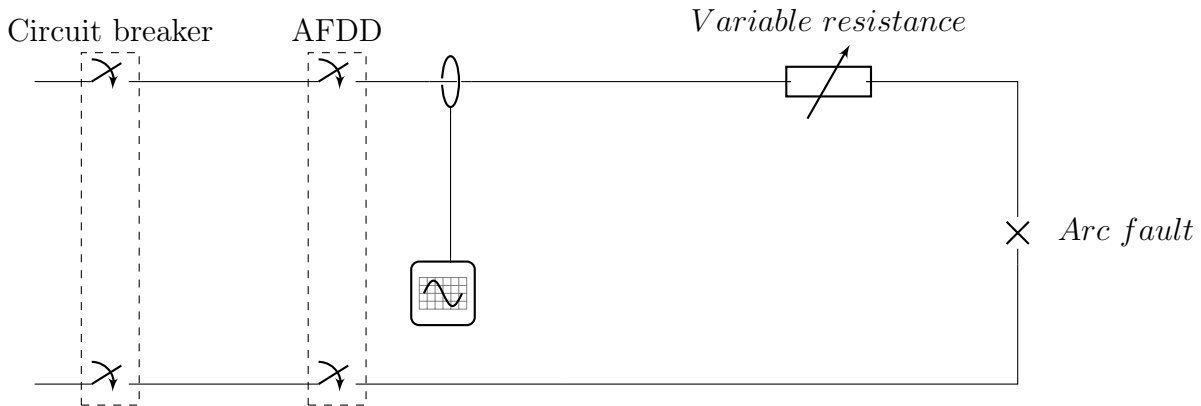 Circuit breaker
AFDD
Variable resistance
Arc fault